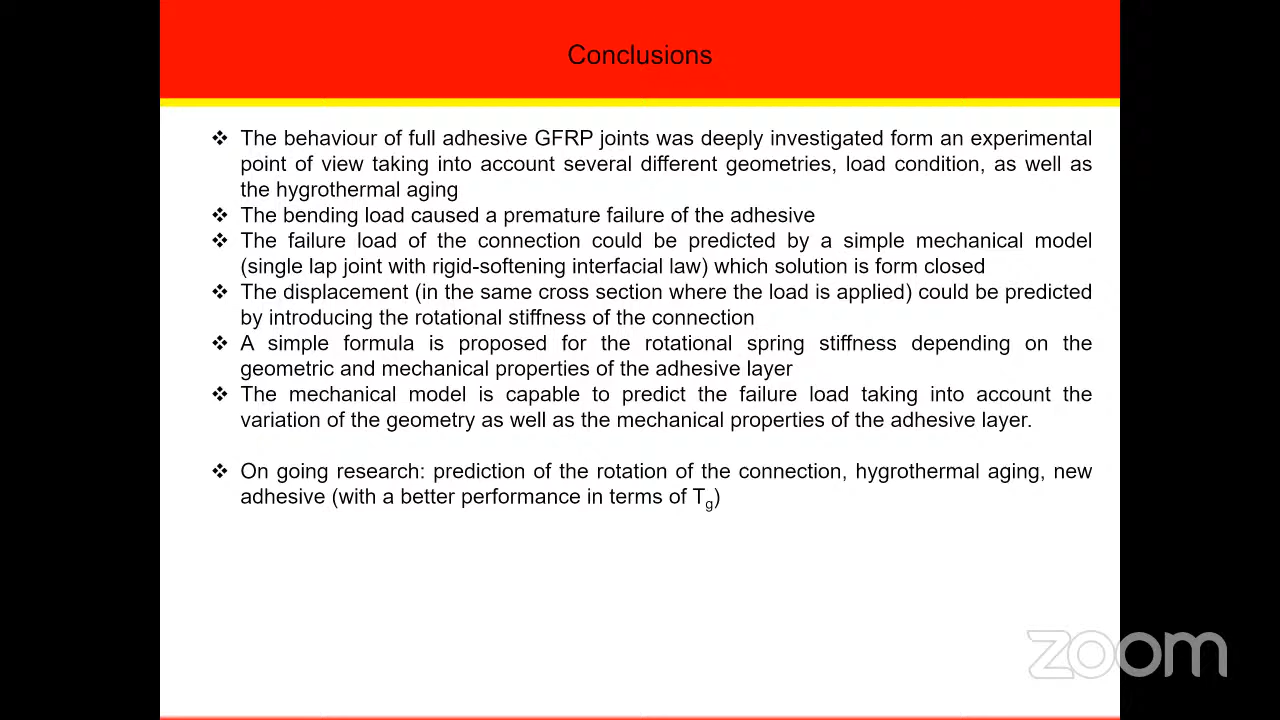 Conclusions
❖ The behaviour of full adhesive GFRP joints was deeply investigated form an experimental
point of view taking into account several different geometries, load condition, as well as
the hygrothermal aging
❖ The bending load caused a premature failure of the adhesive
❖ The failure load of the connection could be predicted by a simple mechanical model
(single lap joint with rigid-softening interfacial law) which solution is form closed
❖ The displacement (in the same cross section where the load is applied) could be predicted
by introducing the rotational stiffness of the connection
❖ A simple formula is proposed for the rotational spring stiffness depending on the
geometric and mechanical properties of the adhesive layer
❖ The mechanical model is capable to predict the failure load taking into account the
variation of the geometry as well as the mechanical properties of the adhesive layer.
❖ On going research: prediction of the rotation of the connection, hygrothermal aging, new
adhesive (with a better performance in terms of Tg)
zoom